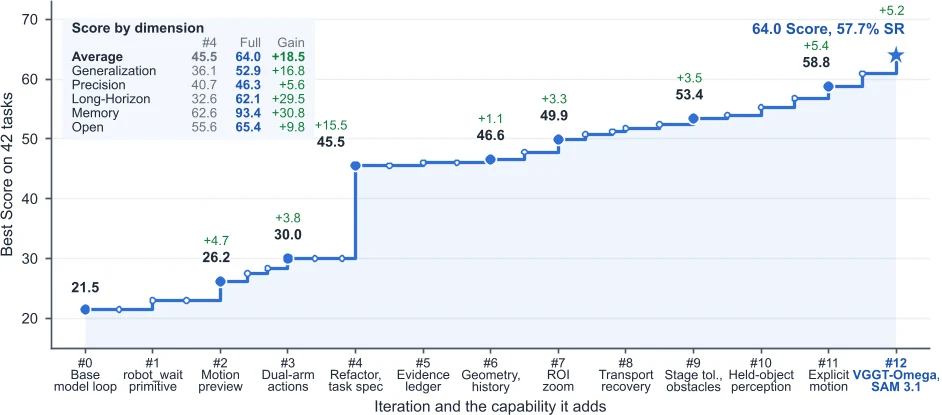 Score by dimension
#4 Full Gain
Average 45.5 64.0 +18.5
Generalization 36.1 52.9 +16.8
Precision 40.7 46.3 +5.6
Long-Horizon 32.6 62.1 +29.5
Memory 62.6 93.4 +30.8
Open 55.6 65.4 +9.8
Best Score on 42 tasks
70
60
50
40
30
20
21.5
+4.7
26.2
+3.8
30.0
+15.5
45.5
+1.1
46.6
+3.3
49.9
+3.5
53.4
+5.4
58.8
+5.2
64.0 Score, 57.7% SR
#0
Base
model loop
#1
robot_wait
primitive
#2
Motion
preview
#3
Dual-arm
actions
#4
Refactor,
task spec
#5
Evidence
ledger
#6
Geometry,
history
#7
ROI
zoom
#8
Transport
recovery
#9
Stage tol.,
obstacles
#10
Held-object
perception
#11
Explicit
motion
#12
VGGT-Omega,
SAM 3.1
Iteration and the capability it adds